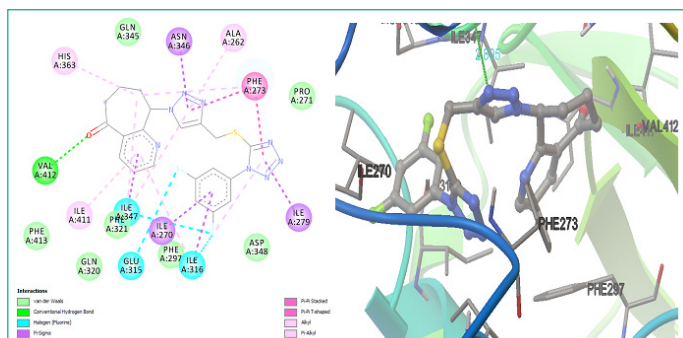 GLN
A:345
ASN
A:346
ALA
A:262
HIS
A:363
PHE
A:273
PRO
A:271
VAL
A:412
ILE
A:411
ILE
A:347
PHE
A:321
ILE
A:270
ILE
A:279
PHE
A:413
GLN
A:320
GLU
A:315
PHE
A:297
ILE
A:316
ASP
A:348
O
N
N
N
N
S
N
N
N
N
Interactions
van der Waals
Conventional Hydrogen Bond
Halogen (Fluorine)
Pi-Sigma
Pi-Pi Stacked
Pi-Pi T-shaped
Alkyl
Pi-Alkyl
ILE347
VAL412
ILE270
PHE273
PHE297